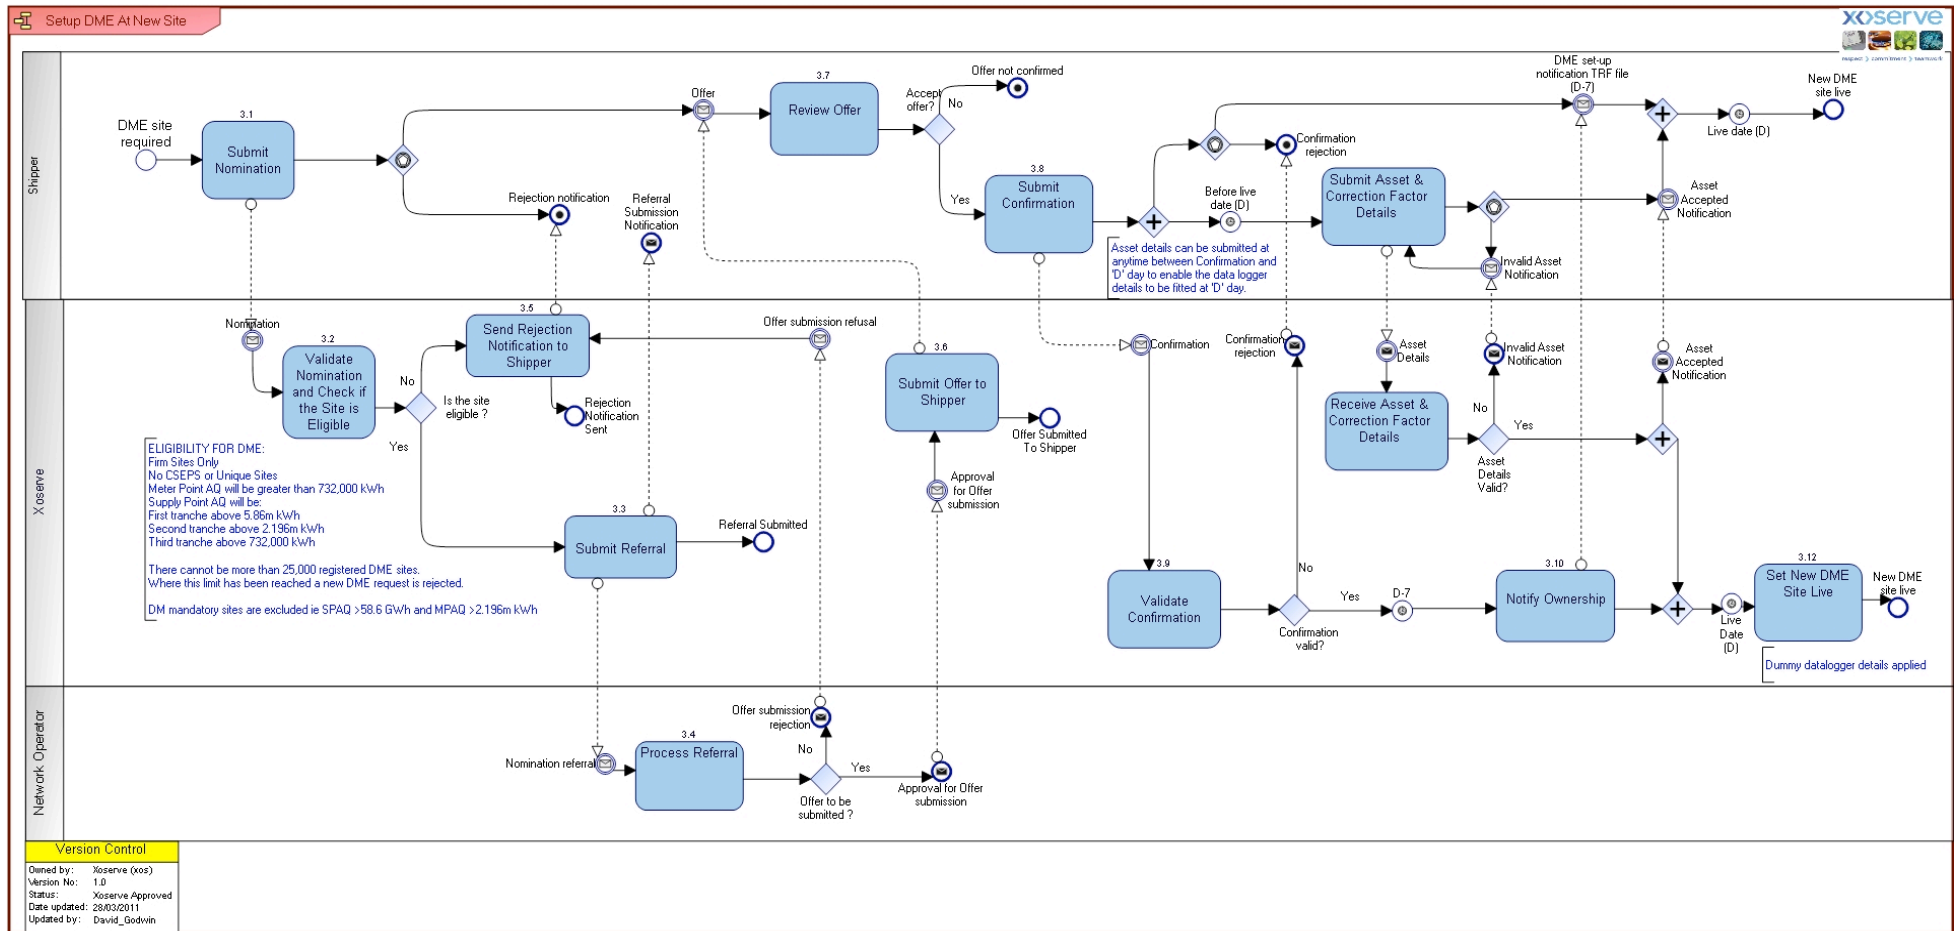 Setup DME At New Site
xoserve
respect > commitment > teamwork
Shipper
DME site
required
3.1
Submit
Nomination
Rejection notification
Referral
Submission
Notification
Offer
3.7
Review Offer
Accept
offer?
No
Offer not confirmed
Yes
3.8
Submit
Confirmation
Before live
date (D)
Confirmation
rejection
Asset details can be submitted at
anytime between Confirmation and
'D' day to enable the data logger
details to be fitted at 'D' day.
Submit Asset &
Correction Factor
Details
Invalid Asset
Notification
DME set-up
notification TRF file
(D-7)
Asset
Accepted
Notification
Live date (D)
New DME
site live
Xoserve
Nomination
3.2
Validate
Nomination
and Check if
the Site is
Eligible
No
Yes
Is the site
eligible ?
3.5
Send Rejection
Notification to
Shipper
Rejection
Notification
Sent
Offer submission refusal
3.6
Submit Offer to
Shipper
Offer Submitted
To Shipper
Approval
for Offer
submission
ELIGIBILITY FOR DME:
Firm Sites Only
No CSEPS or Unique Sites
Meter Point AQ will be greater than 732,000 kWh
Supply Point AQ will be:
First tranche above 5.86m kWh
Second tranche above 2.196m kWh
Third tranche above 732,000 kWh
There cannot be more than 25,000 registered DME sites.
Where this limit has been reached a new DME request is rejected.
DM mandatory sites are excluded ie SPAQ >58.6 GWh and MPAQ >2.196m kWh
3.3
Submit Referral
Referral Submitted
Confirmation
Confirmation
rejection
3.9
Validate
Confirmation
No
Yes
Confirmation
valid?
D-7
Asset
Details
Receive Asset &
Correction Factor
Details
Invalid Asset
Notification
No
Yes
Asset
Details
Valid?
Asset
Accepted
Notification
3.10
Notify Ownership
Live
Date
(D)
3.12
Set New DME
Site Live
New DME
site live
Dummy datalogger details applied
Network Operator
Nomination referral
3.4
Process Referral
Offer submission
rejection
No
Yes
Offer to be
submitted ?
Approval for Offer
submission
Version Control
Owned by: Xoserve (xos)
Version No: 1.0
Status: Xoserve Approved
Date updated: 28/03/2011
Updated by: David_Godwin